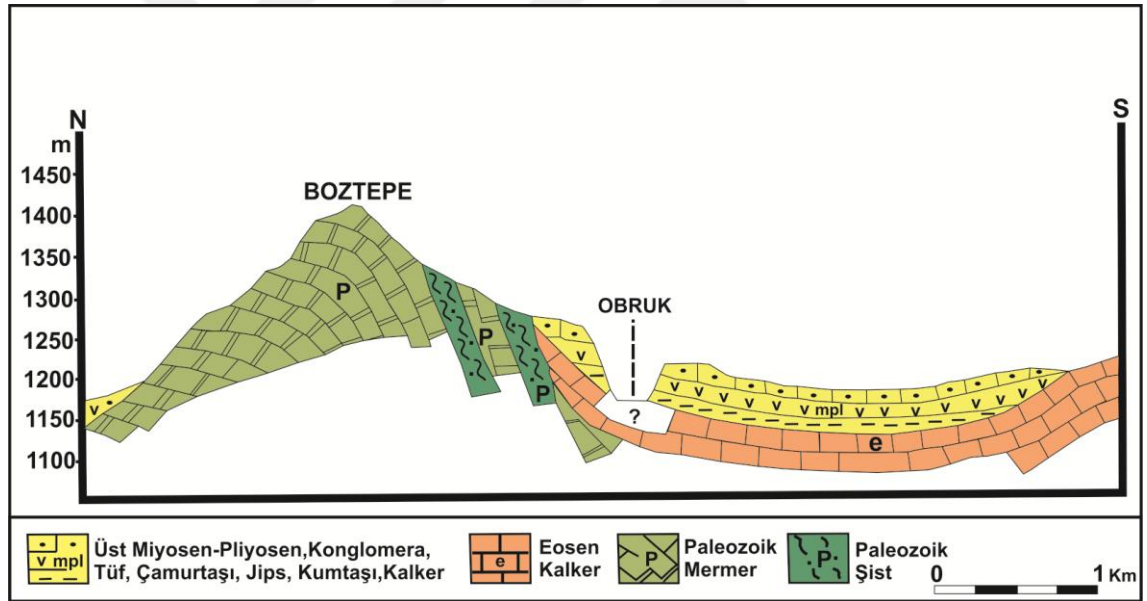 N
S
m
1450
1400
1350
1300
1250
1200
1150
1100
BOZTEPE
OBRUK
P
P
P
v
v
?
v v v v mpl v v v v v
e
v mpl
Üst Miyosen-Pliyosen,Konglomera,
Tüf, Çamurtaşı, Jips, Kumtaşı,Kalker
e
Eosen
Kalker
P
Paleozoik
Mermer
P
Paleozoik
Şist
0 1 Km